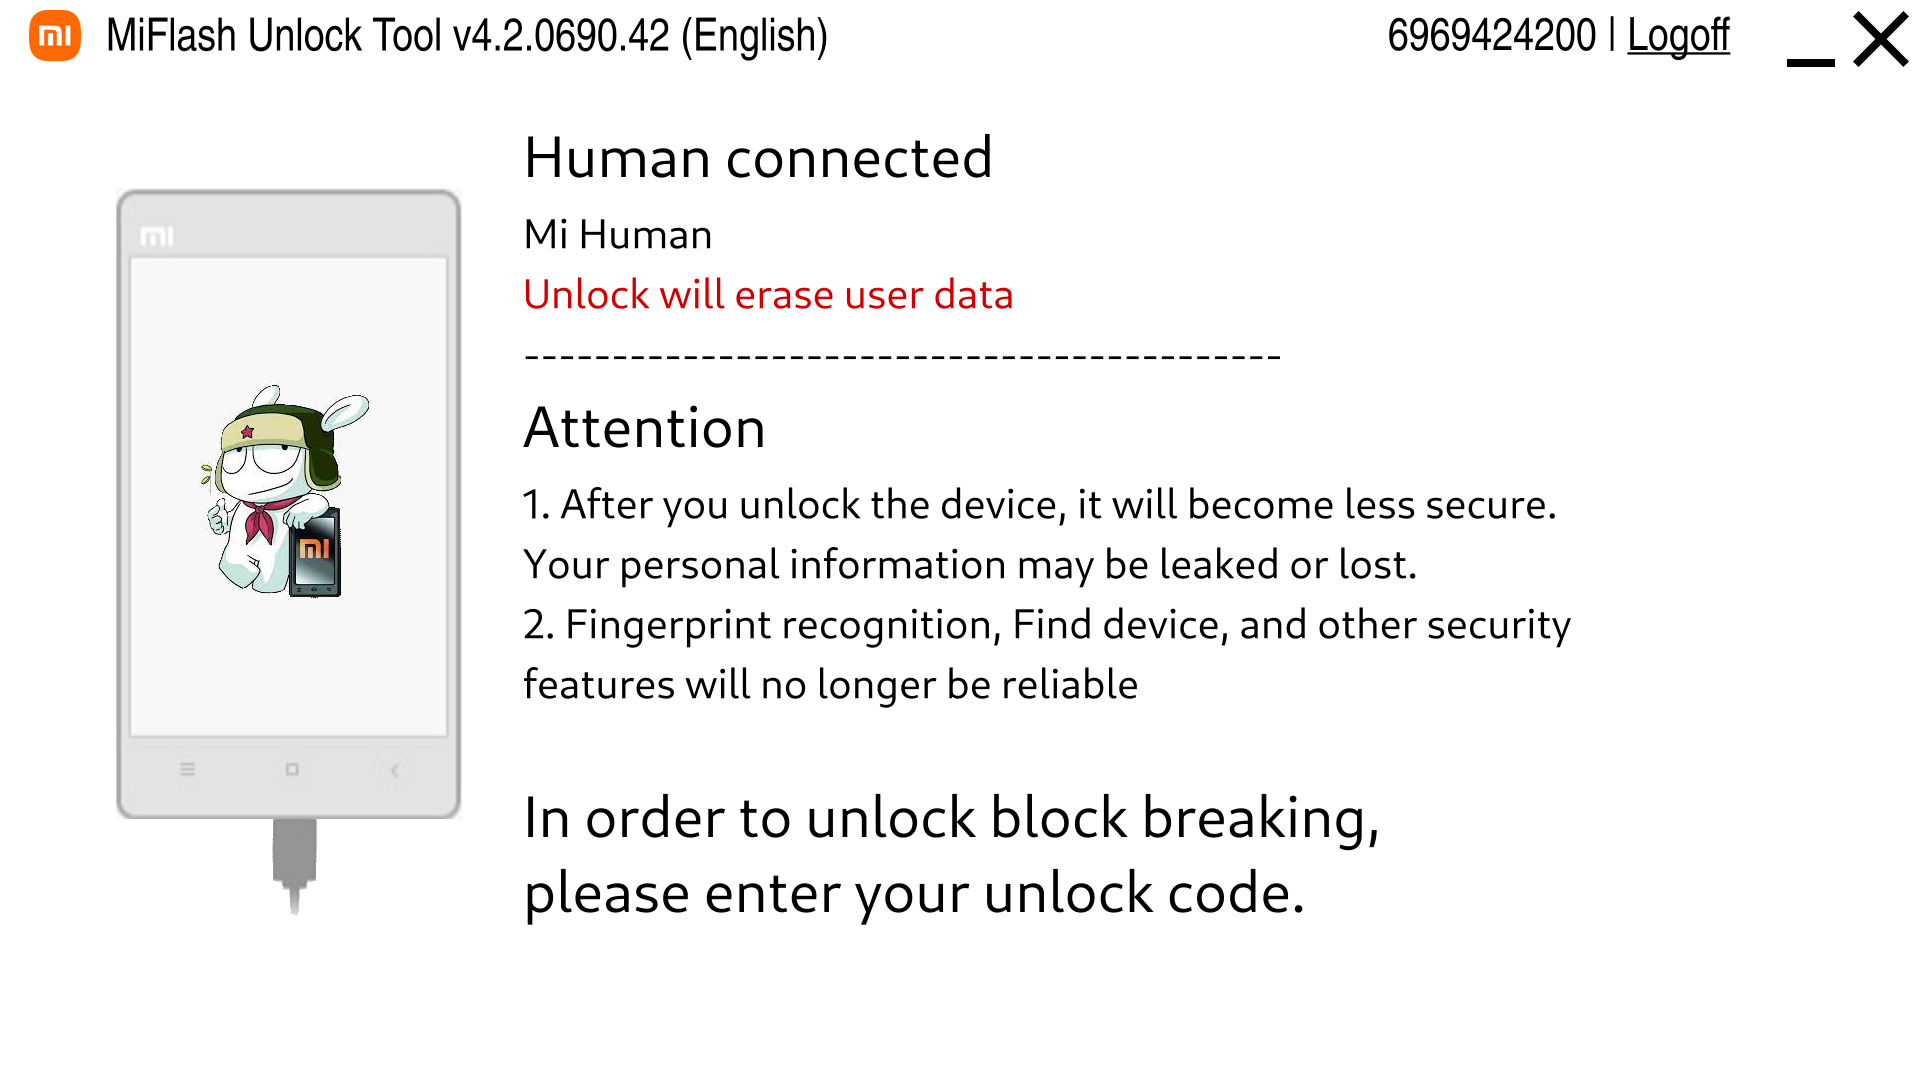 mi MiFlash Unlock Tool v4.2.0690.42 (English) 6969424200 | Logoff
Human connected
Mi Human
Unlock will erase user data
-------------------------------------------
Attention
1. After you unlock the device, it will become less secure.
Your personal information may be leaked or lost.
2. Fingerprint recognition, Find device, and other security
features will no longer be reliable
In order to unlock block breaking,
please enter your unlock code.
mi
mi